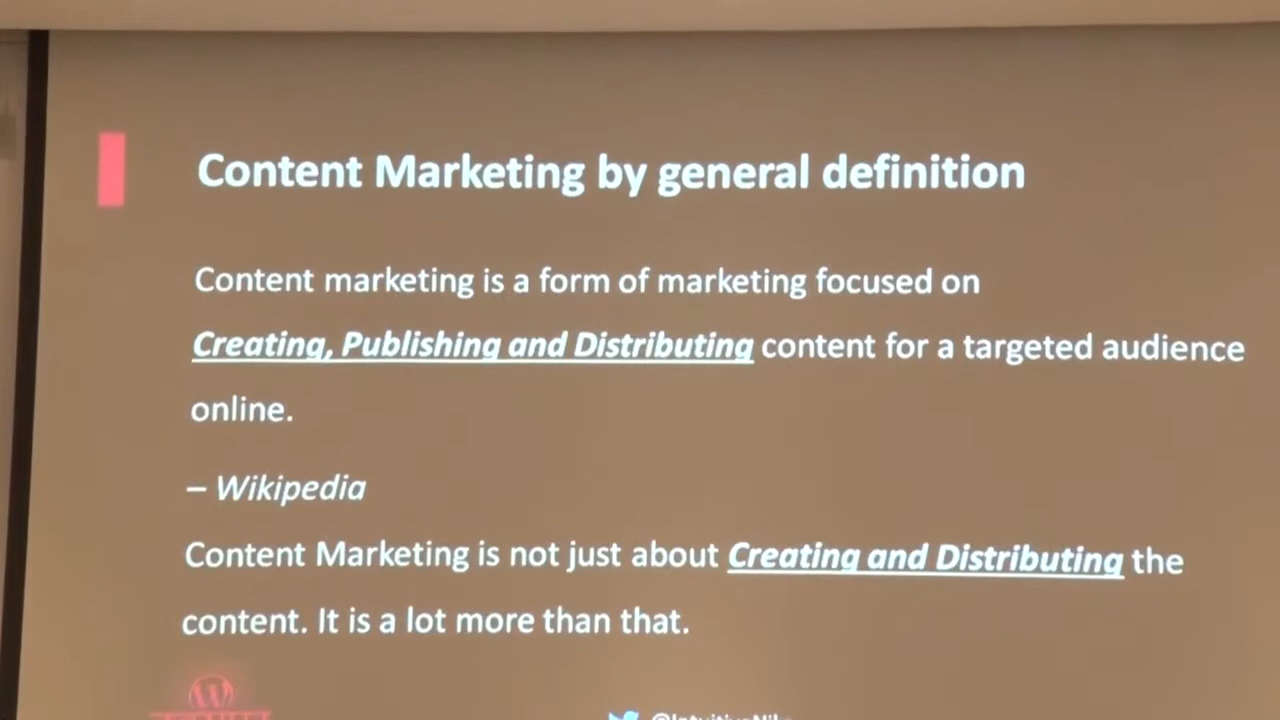 Content Marketing by general definition
Content marketing is a form of marketing focused on
Creating, Publishing and Distributing content for a targeted audience
online.
– Wikipedia
Content Marketing is not just about Creating and Distributing the
content. It is a lot more than that.